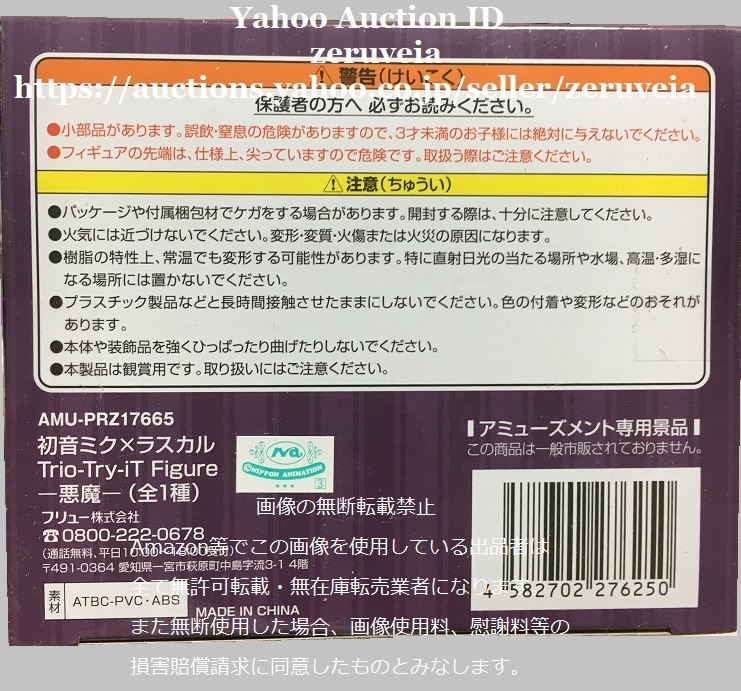 Yahoo Auction ID
zeruveia
https://auctions.yahoo.co.jp/seller/zeruveia
⚠ 警告(けいこく)
保護者の方へ 必ずお読みください。
●小部品があります。誤飲・窒息の危険がありますので、3才未満のお子様には絶対に与えないでください。
●フィギュアの先端は、仕様上、尖っていますので危険です。取扱う際はご注意ください。
⚠ 注意(ちゅうい)
●パッケージや付属梱包材でケガをする場合があります。開封する際は、十分に注意してください。
●火気には近づけないでください。変形・変質・火傷または火災の原因になります。
●樹脂の特性上、常温でも変形する可能性があります。特に直射日光の当たる場所や水場、高温・多湿に
なる場所には置かないでください。
●プラスチック製品などと長時間接触させたままにしないでください。色の付着や変形などのおそれが
あります。
●本体や装飾品を強くひっぱったり曲げたりしないでください。
●本製品は観賞用です。取り扱いにはご注意ください。
AMU-PRZ17665
初音ミク×ラスカル
Trio-Try-iT Figure
―悪魔―(全1種)
フリュー株式会社
☎0800-222-0678
(通話無料、平日10:00~16:00受付)
〒491-0364 愛知県一宮市萩原町中島字流3-1 4階
素材 ATBC-PVC・ABS
MADE IN CHINA
NA
©NIPPON ANIMATION
★★★
3
アミューズメント専用景品
この商品は一般市販されておりません。
4 582702 276250
画像の無断転載禁止
Amazon等でこの画像を使用している出品者は
全て無許可転載・無在庫転売業者になります。
また無断使用した場合、画像使用料、慰謝料等の
損害賠償請求に同意したものとみなします。